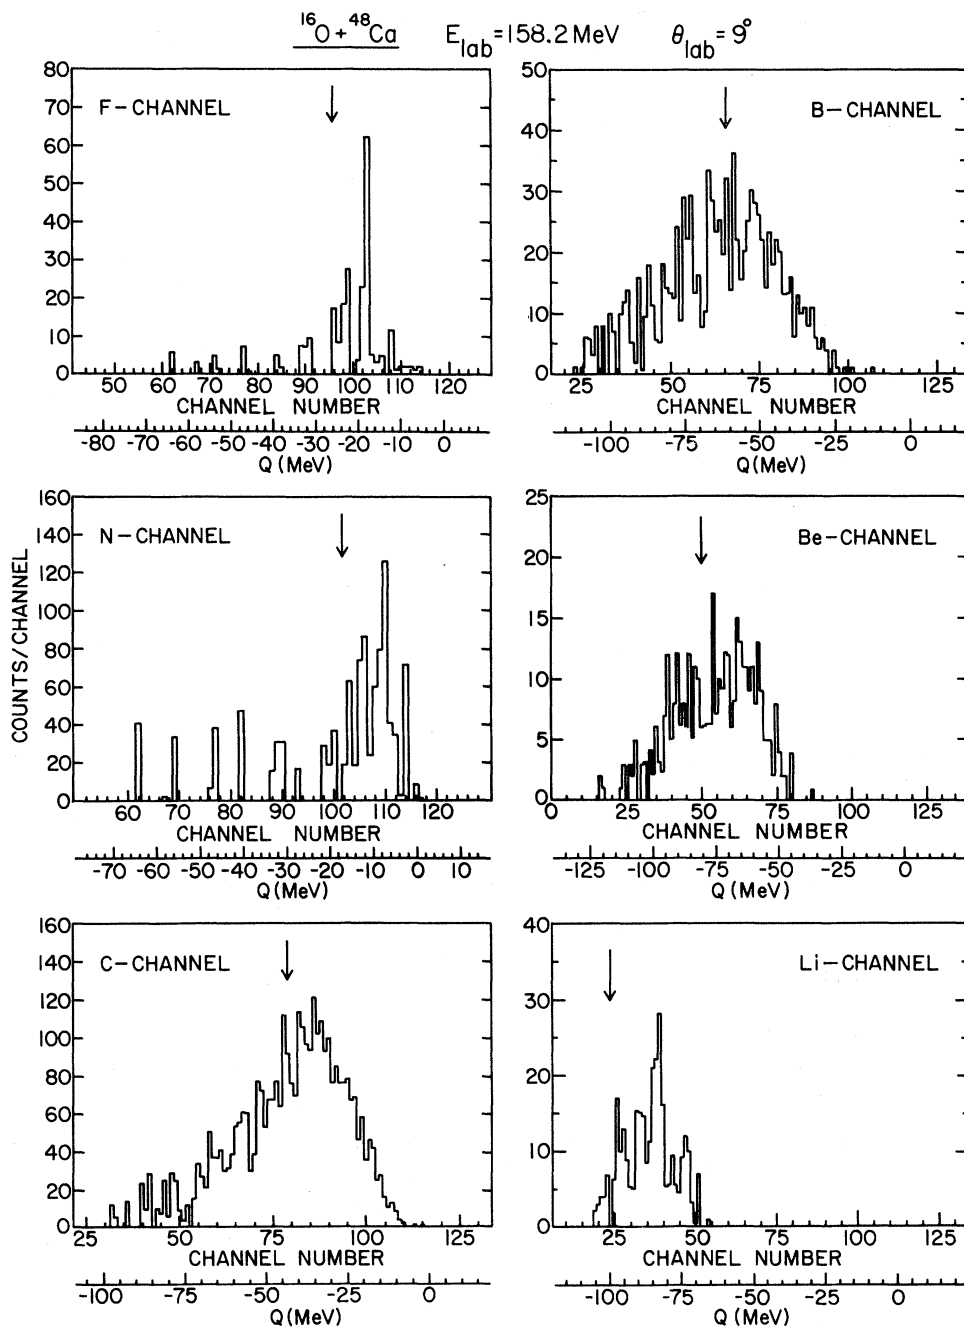 ¹⁶O + ⁴⁸Ca   E_lab = 158.2 MeV   θ_lab = 9°
COUNTS/CHANNEL
F-CHANNEL
80
70
60
50
40
30
20
10
0
50 60 70 80 90 100 110 120
CHANNEL NUMBER
-80 -70 -60 -50 -40 -30 -20 -10 0
Q (MeV)
B-CHANNEL
50
40
30
20
10
0
25 50 75 100 125
CHANNEL NUMBER
-100 -75 -50 -25 0
Q (MeV)
N-CHANNEL
160
140
120
100
80
60
40
20
0
60 70 80 90 100 110 120
CHANNEL NUMBER
-70 -60 -50 -40 -30 -20 -10 0 10
Q (MeV)
Be-CHANNEL
25
20
15
10
5
0
0 25 50 75 100 125
CHANNEL NUMBER
-125 -100 -75 -50 -25 0
Q (MeV)
C-CHANNEL
160
140
120
100
80
60
40
20
0
25 50 75 100 125
CHANNEL NUMBER
-100 -75 -50 -25 0
Q (MeV)
Li-CHANNEL
40
30
20
10
0
25 50 75 100 125
CHANNEL NUMBER
-100 -75 -50 -25 0
Q (MeV)